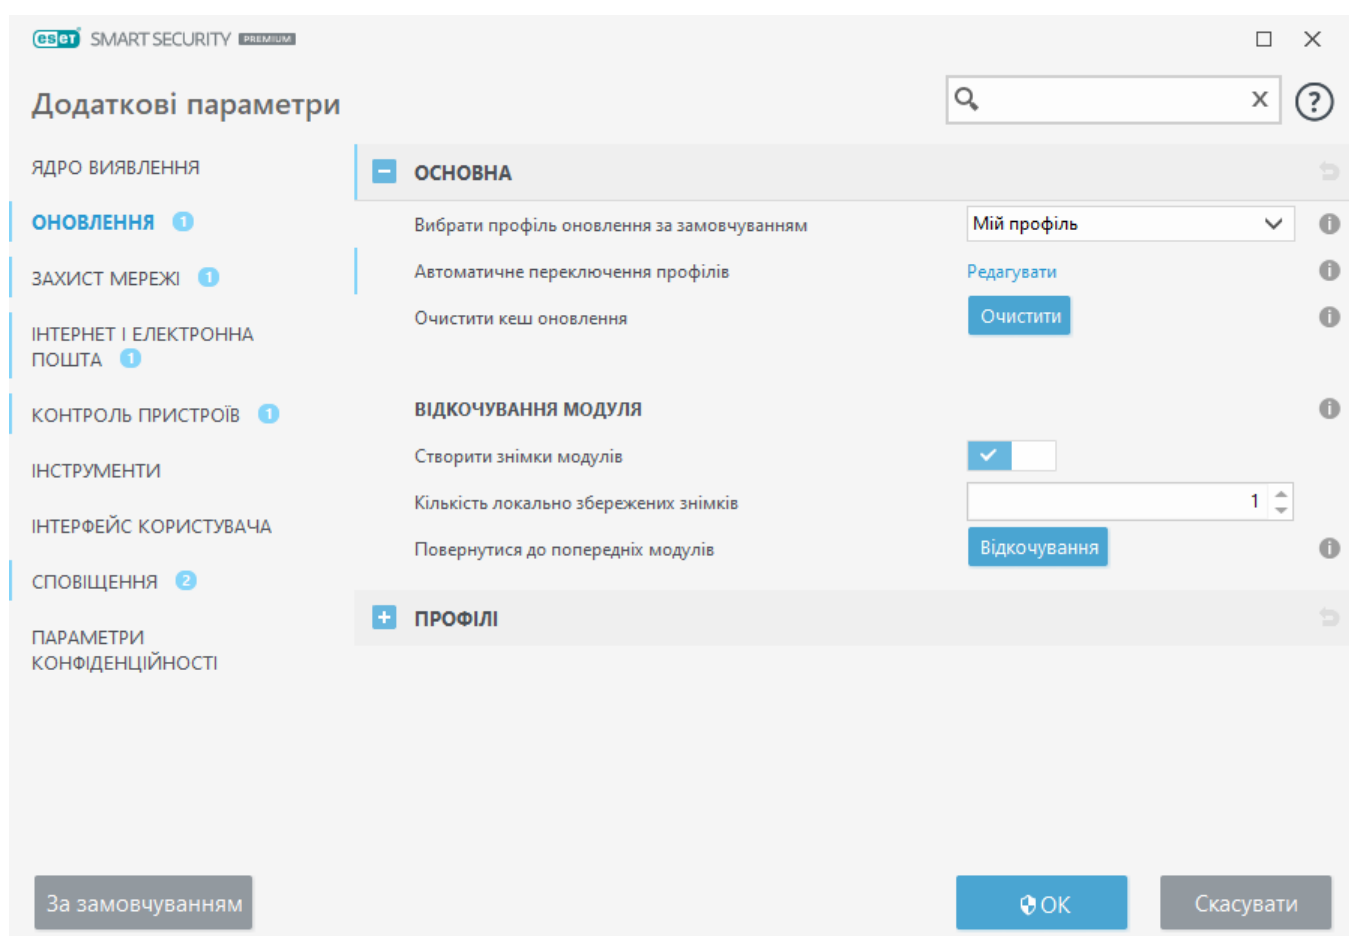 eset SMART SECURITY PREMIUM
Додаткові параметри
x ?
ЯДРО ВИЯВЛЕННЯ
ОНОВЛЕННЯ 1
ЗАХИСТ МЕРЕЖІ 1
ІНТЕРНЕТ І ЕЛЕКТРОННА
ПОШТА 1
КОНТРОЛЬ ПРИСТРОЇВ 1
ІНСТРУМЕНТИ
ІНТЕРФЕЙС КОРИСТУВАЧА
СПОВІЩЕННЯ 2
ПАРАМЕТРИ
КОНФІДЕНЦІЙНОСТІ
ОСНОВНА
Вибрати профіль оновлення за замовчуванням Мій профіль
Автоматичне переключення профілів Редагувати
Очистити кеш оновлення Очистити
ВІДКОЧУВАННЯ МОДУЛЯ
Створити знімки модулів
Кількість локально збережених знімків 1
Повернутися до попередніх модулів Відкочування
ПРОФІЛІ
За замовчуванням
ОК
Скасувати